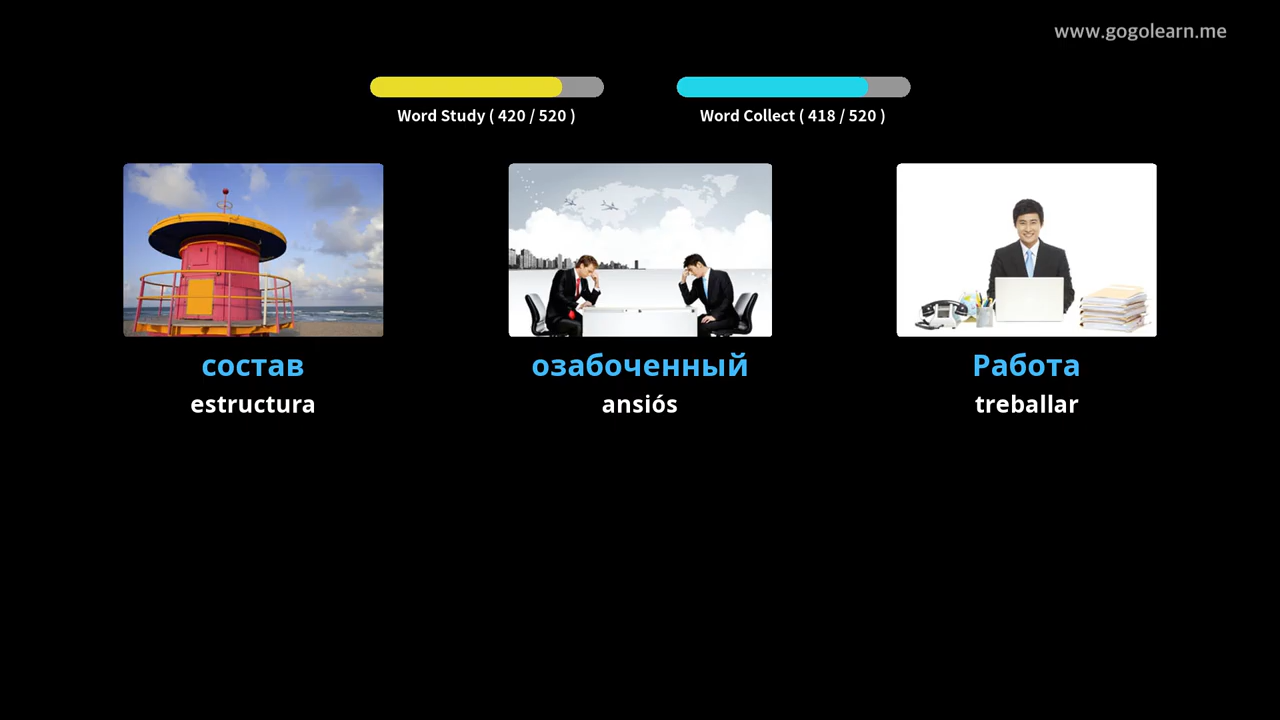 www.gogolearn.me
Word Study ( 420 / 520 )
Word Collect ( 418 / 520 )
состав
озабоченный
Работа
estructura
ansiós
treballar